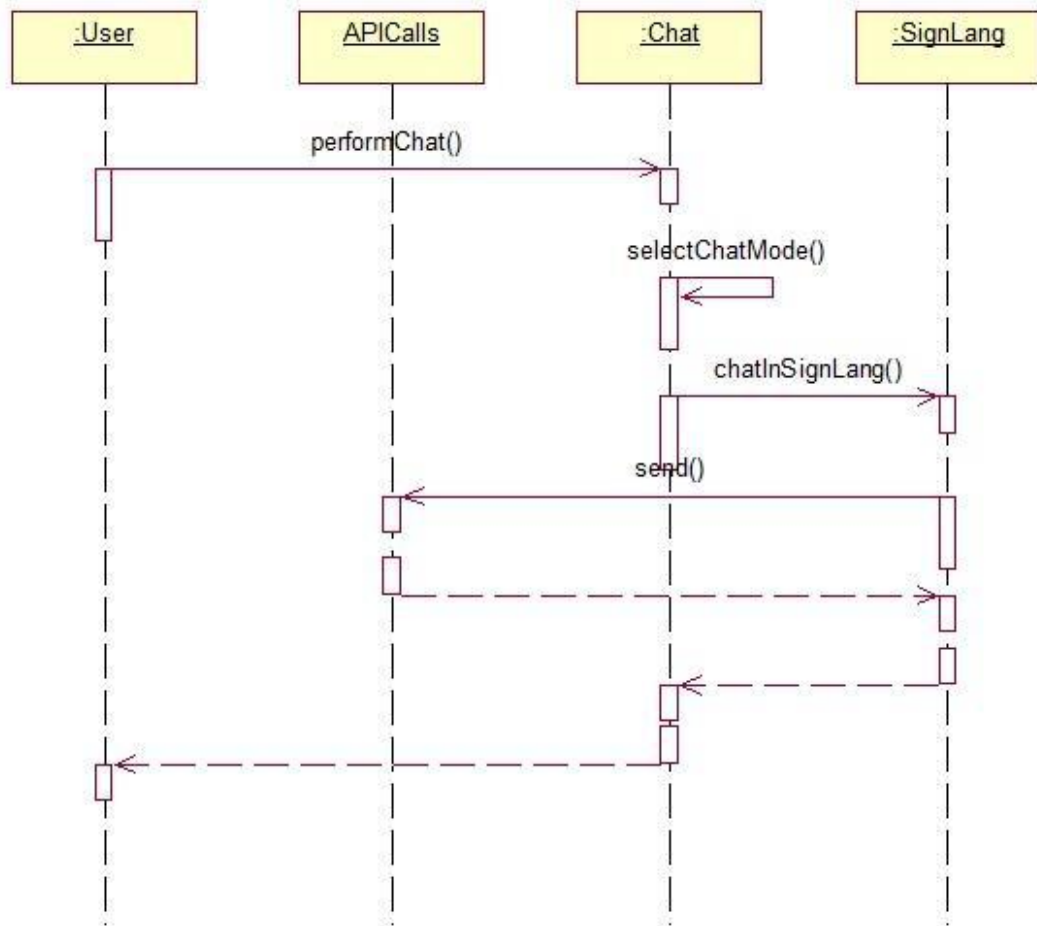 :User
APICalls
:Chat
:SignLang
performChat()
selectChatMode()
chatInSignLang()
send()